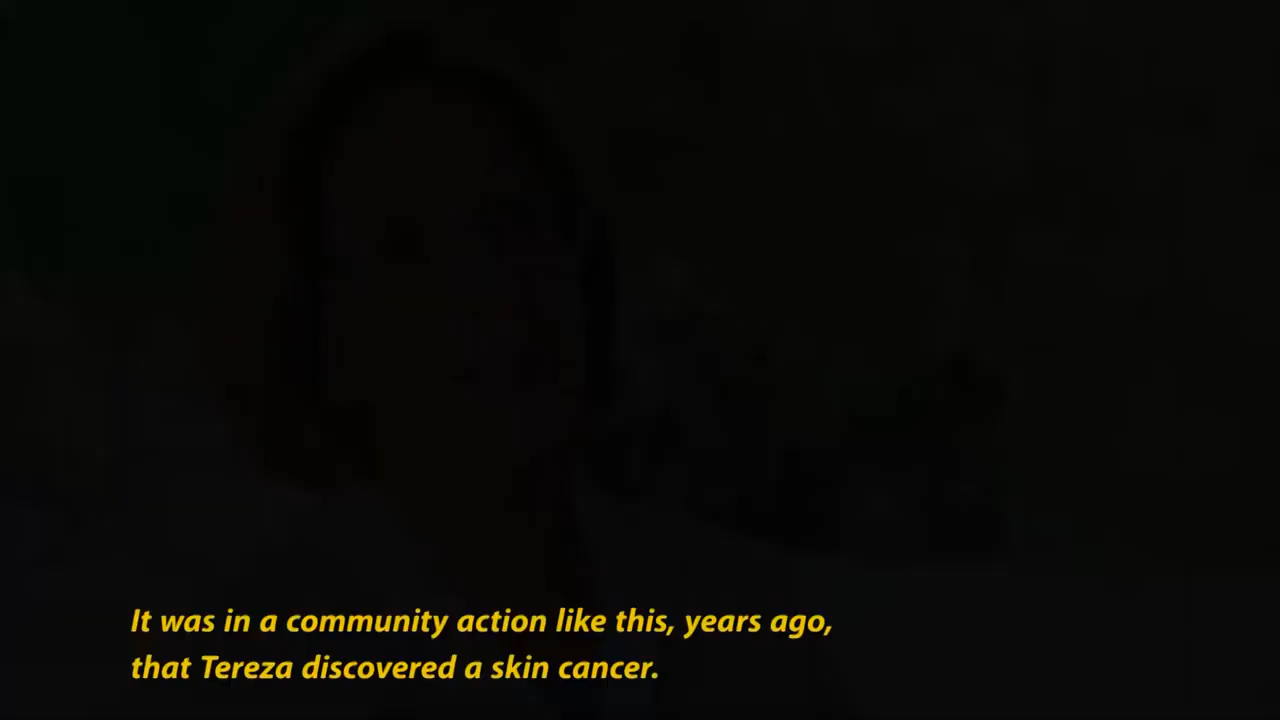 It was in a community action like this, years ago,
that Tereza discovered a skin cancer.